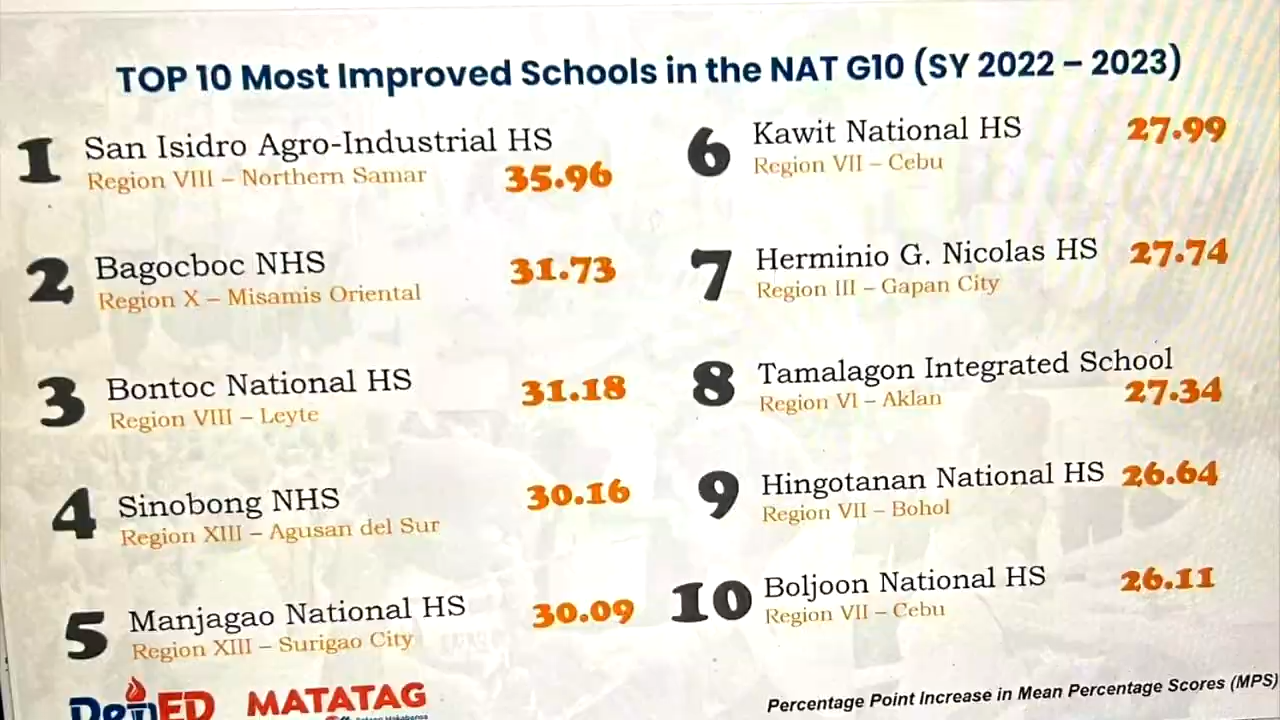 TOP 10 Most Improved Schools in the NAT G10 (SY 2022 – 2023)
1 San Isidro Agro-Industrial HS
Region VIII – Northern Samar 35.96
2 Bagocboc NHS 31.73
Region X – Misamis Oriental
3 Bontoc National HS 31.18
Region VIII – Leyte
4 Sinobong NHS 30.16
Region XIII – Agusan del Sur
5 Manjagao National HS 30.09
Region XIII – Surigao City
6 Kawit National HS 27.99
Region VII – Cebu
7 Herminio G. Nicolas HS 27.74
Region III – Gapan City
8 Tamalagon Integrated School
Region VI – Aklan 27.34
9 Hingotanan National HS 26.64
Region VII – Bohol
10 Boljoon National HS 26.11
Region VII – Cebu
DepED MATATAG
Percentage Point Increase in Mean Percentage Scores (MPS)